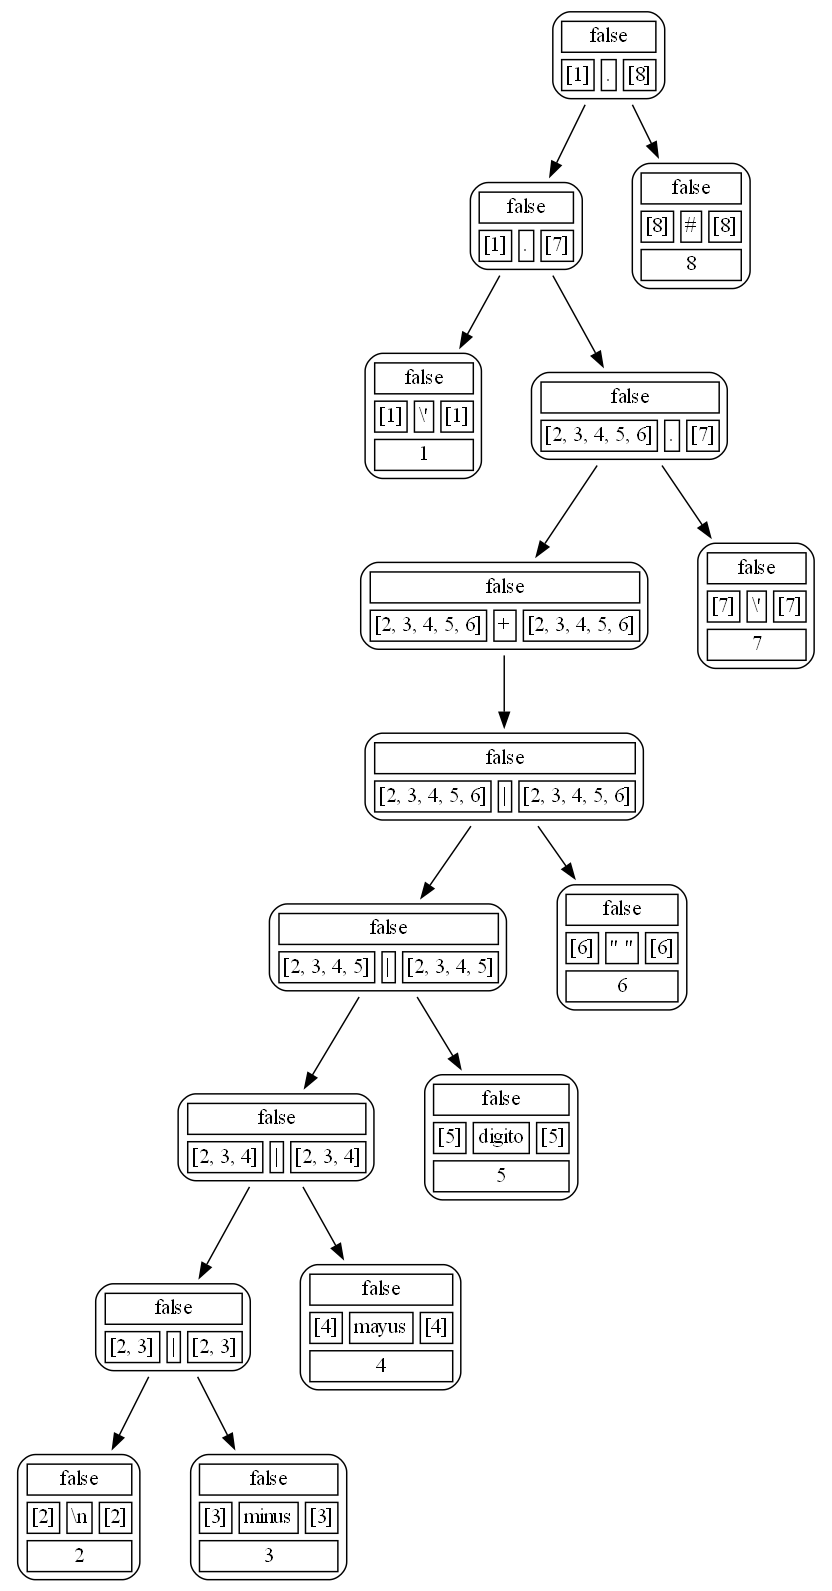 false
[1] . [8]
false
[8] # [8]
8
false
[1] . [7]
false
[1] \' [1]
1
false
[2, 3, 4, 5, 6] . [7]
false
[2, 3, 4, 5, 6] + [2, 3, 4, 5, 6]
false
[7] \' [7]
7
false
[2, 3, 4, 5, 6] | [2, 3, 4, 5, 6]
false
[2, 3, 4, 5] | [2, 3, 4, 5]
false
[6] " " [6]
6
false
[2, 3, 4] | [2, 3, 4]
false
[5] digito [5]
5
false
[2, 3] | [2, 3]
false
[4] mayus [4]
4
false
[2] \n [2]
2
false
[3] minus [3]
3